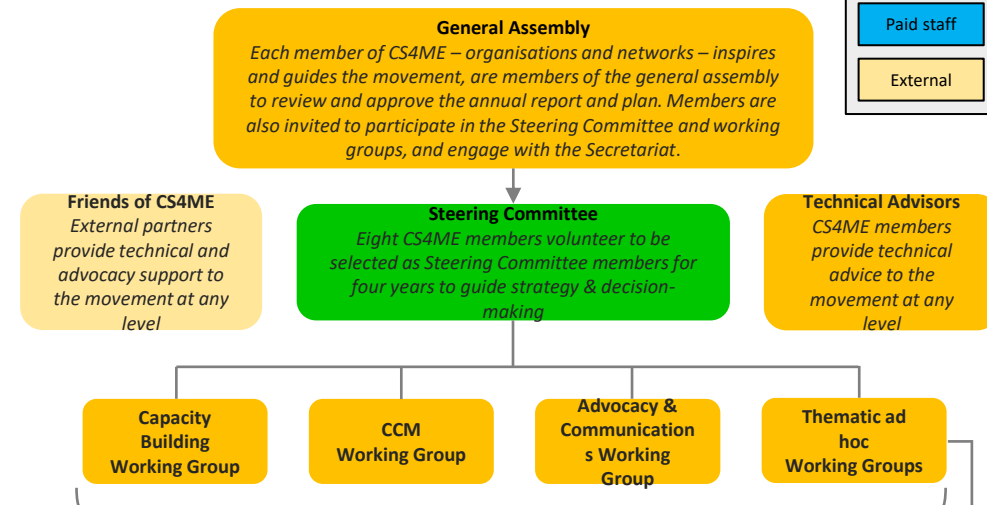 Paid staff
External
General Assembly
Each member of CS4ME – organisations and networks – inspires
and guides the movement, are members of the general assembly
to review and approve the annual report and plan. Members are
also invited to participate in the Steering Committee and working
groups, and engage with the Secretariat.
Friends of CS4ME
External partners
provide technical and
advocacy support to
the movement at any
level
Steering Committee
Eight CS4ME members volunteer to be
selected as Steering Committee members for
four years to guide strategy & decision-
making
Technical Advisors
CS4ME members
provide technical
advice to the
movement at any
level
Capacity
Building
Working Group
CCM
Working Group
Advocacy &
Communication
s Working
Group
Thematic ad
hoc
Working Groups